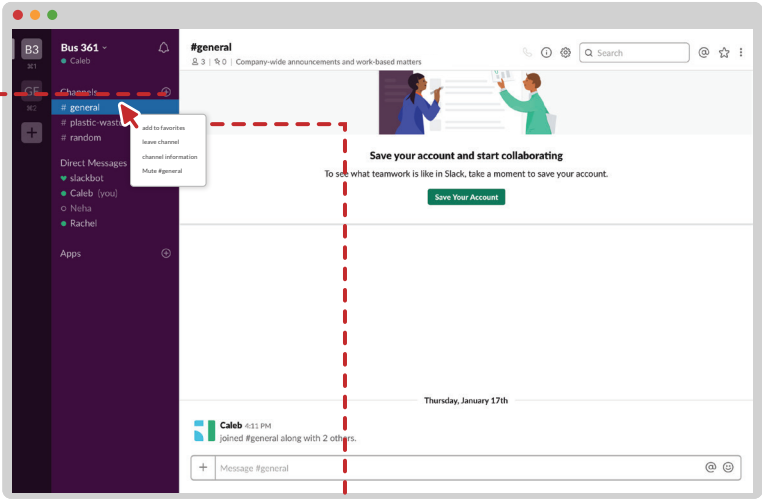 B3
⌘1
GE
⌘2
Bus 361
Caleb
Channels
# general
# plastic-waste
# random
add to favorites
leave channel
channel information
Mute #general
Direct Messages
slackbot
Caleb (you)
Neha
Rachel
Apps
#general
3 | 0 | Company-wide announcements and work-based matters
Search
Save your account and start collaborating
To see what teamwork is like in Slack, take a moment to save your account.
Save Your Account
Thursday, January 17th
Caleb 4:11 PM
joined #general along with 2 others.
Message #general